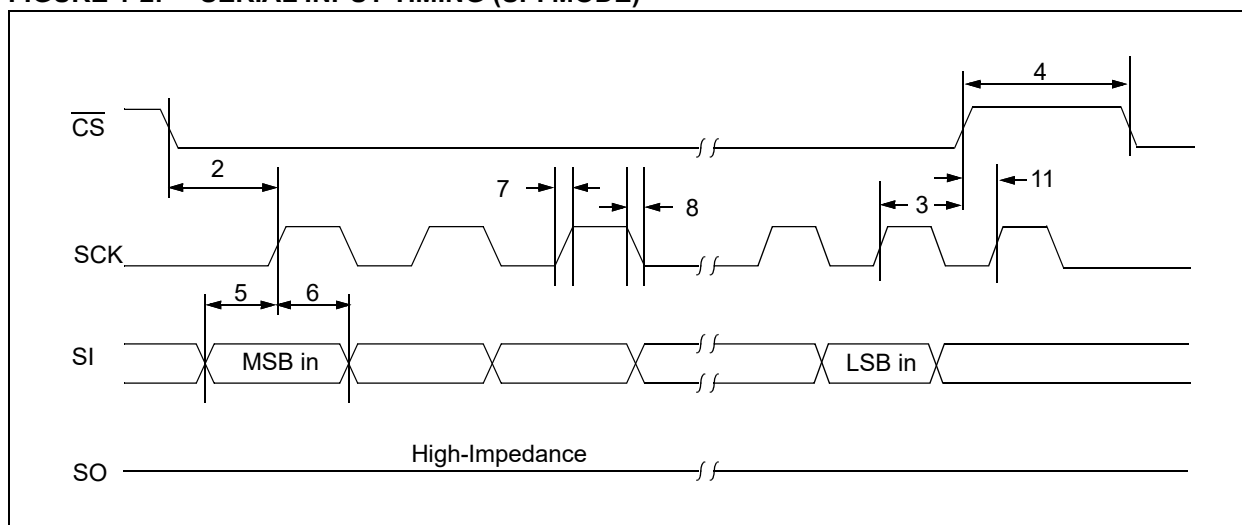 FIGURE 4-2: SERIAL INPUT TIMING (SPI MODE)
4
CS
2
7
11
3
8
SCK
5
6
SI
MSB in
LSB in
High-Impedance
SO